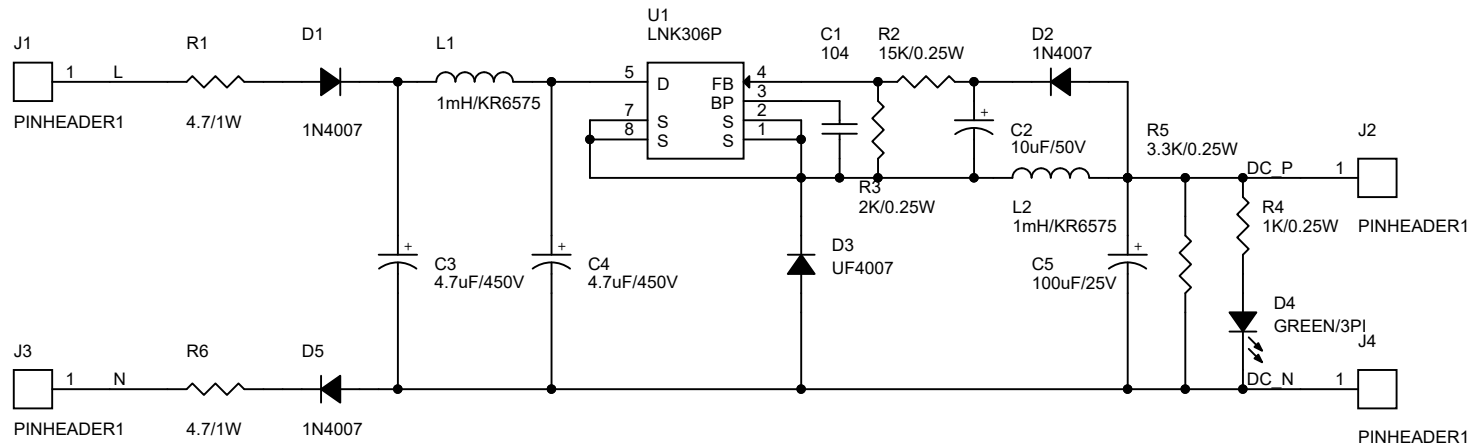 J1
1
L
PINHEADER1
R1
4.7/1W
D1
1N4007
L1
1mH/KR6575
U1
LNK306P
5
D
FB
4
BP
3
7
S
S
2
8
S
S
1
C1
104
R2
15K/0.25W
D2
1N4007
+
C2
10uF/50V
R3
2K/0.25W
L2
1mH/KR6575
R5
3.3K/0.25W
DC_P
1
J2
PINHEADER1
R4
1K/0.25W
+
C3
4.7uF/450V
+
C4
4.7uF/450V
D3
UF4007
+
C5
100uF/25V
D4
GREEN/3PI
J3
1
N
PINHEADER1
R6
4.7/1W
D5
1N4007
DC_N
1
J4
PINHEADER1